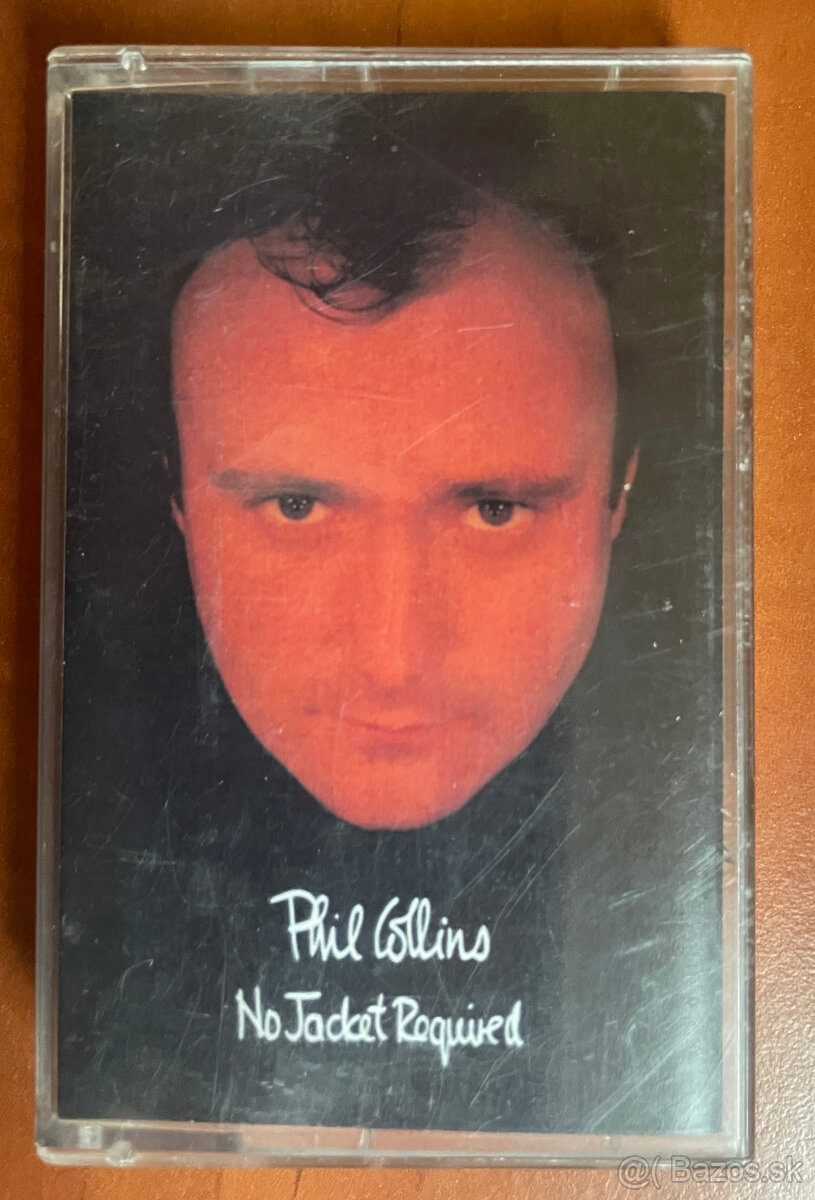 Phil Collins
No Jacket Required
@( Bazos.sk